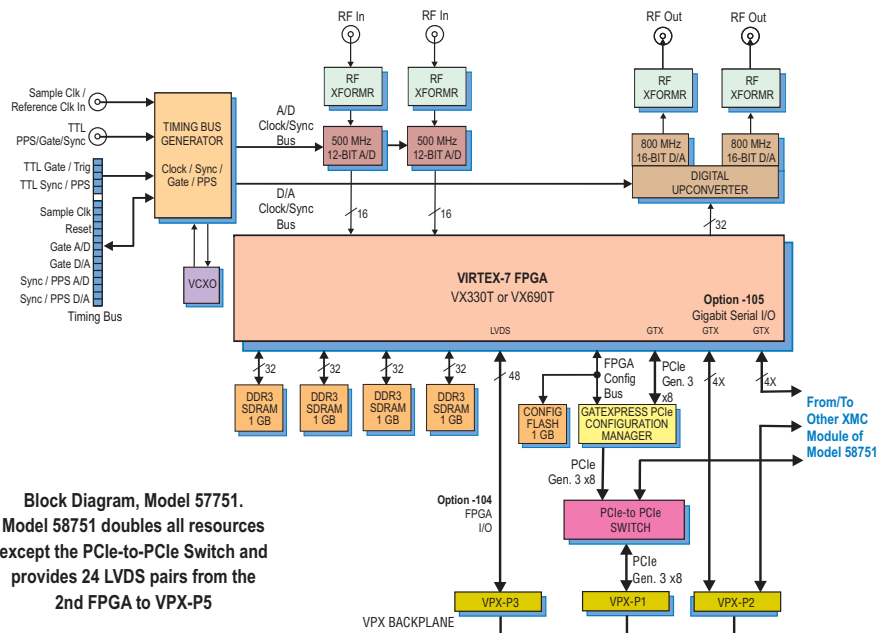 RF In
RF In
RF Out
RF Out
Sample Clk /
Reference Clk In
TTL
PPS/Gate/Sync
TTL Gate / Trig
TTL Sync / PPS
Sample Clk
Reset
Gate A/D
Gate D/A
Sync / PPS A/D
Sync / PPS D/A
Timing Bus
TIMING BUS
GENERATOR
Clock / Sync /
Gate / PPS
VCXO
A/D
Clock/Sync
Bus
D/A
Clock/Sync
Bus
RF
XFORMR
RF
XFORMR
RF
XFORMR
RF
XFORMR
500 MHz
12-BIT A/D
500 MHz
12-BIT A/D
800 MHz
16-BIT D/A
800 MHz
16-BIT D/A
DIGITAL
UPCONVERTER
16
16
32
VIRTEX-7 FPGA
VX330T or VX690T
Option -105
Gigabit Serial I/O
LVDS
GTX
GTX
GTX
32
32
32
32
48
FPGA
Config
Bus
PCIe
Gen. 3
x8
4X
4X
DDR3
SDRAM
1 GB
DDR3
SDRAM
1 GB
DDR3
SDRAM
1 GB
DDR3
SDRAM
1 GB
CONFIG
FLASH
1 GB
GATEXPRESS PCIe
CONFIGURATION
MANAGER
From/To
Other XMC
Module of
Model 58751
PCIe
Gen. 3 x8
Option -104
FPGA
I/O
PCIe-to PCIe
SWITCH
PCIe
Gen. 3 x8
Block Diagram, Model 57751.
Model 58751 doubles all resources
except the PCIe-to-PCIe Switch and
provides 24 LVDS pairs from the
2nd FPGA to VPX-P5
VPX-P3
VPX-P1
VPX-P2
VPX BACKPLANE